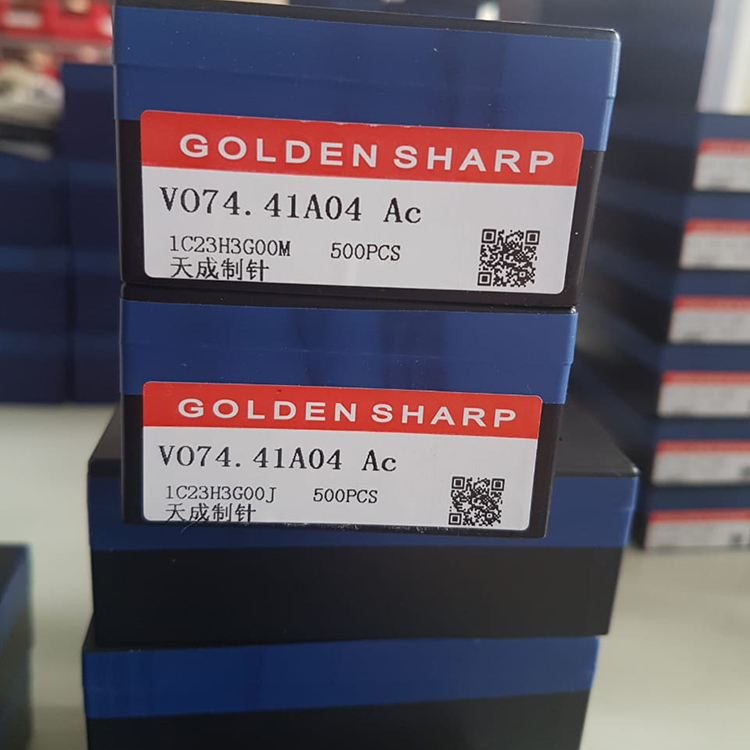 GOLDEN SHARP
VO74.41A04 Ac
1C23H3G00M 500PCS
天成制针
GOLDEN SHARP
VO74.41A04 Ac
1C23H3G00J 500PCS
天成制针